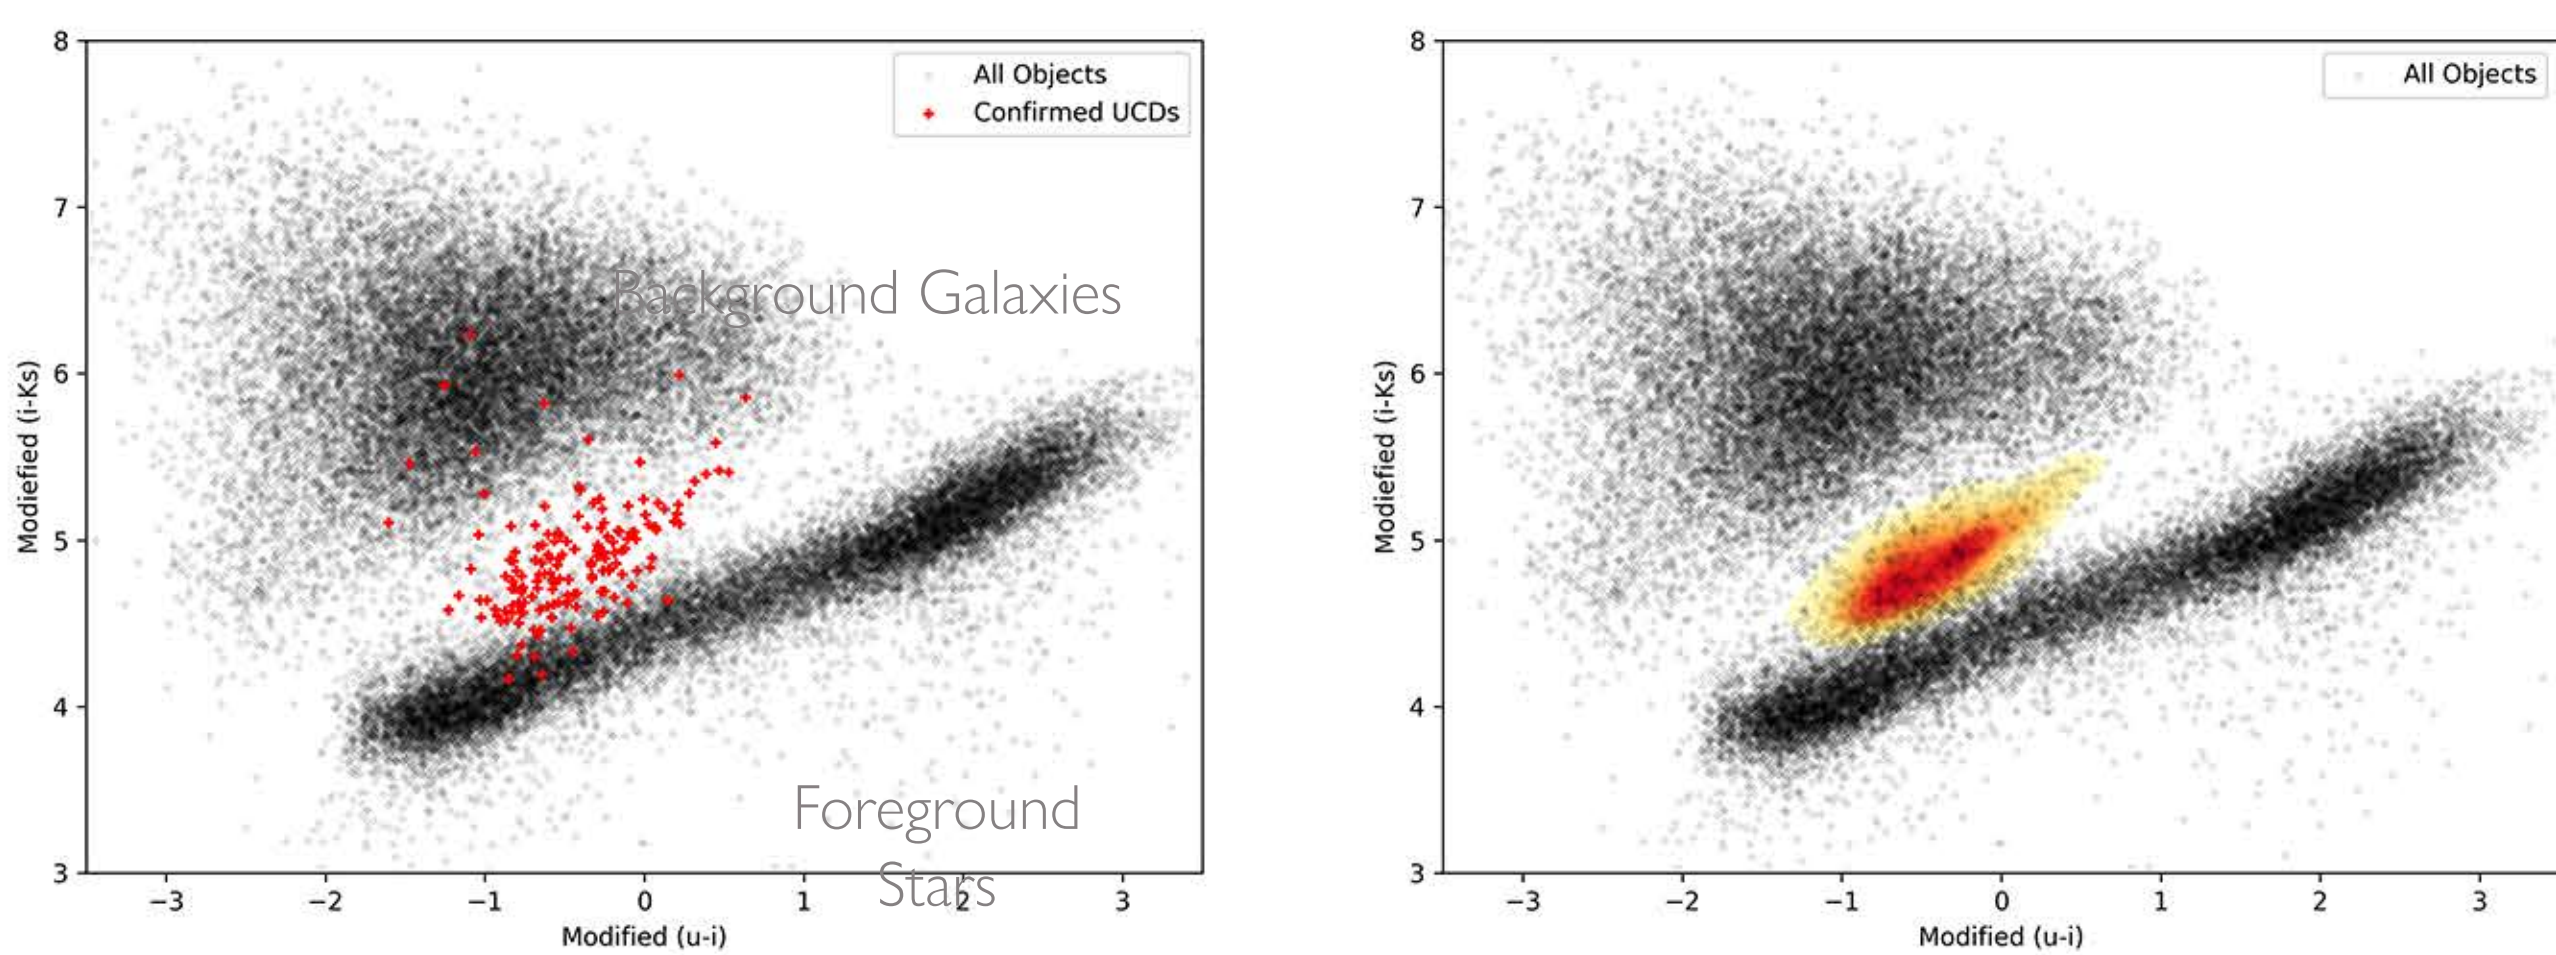 8
7
6
5
4
3
Modiefied (i-Ks)
All Objects
Confirmed UCDs
Background Galaxies
Foreground
Stars
−3 −2 −1 0 1 2 3
Modified (u-i)
8
7
6
5
4
3
Modiefied (i-Ks)
All Objects
−3 −2 −1 0 1 2 3
Modified (u-i)